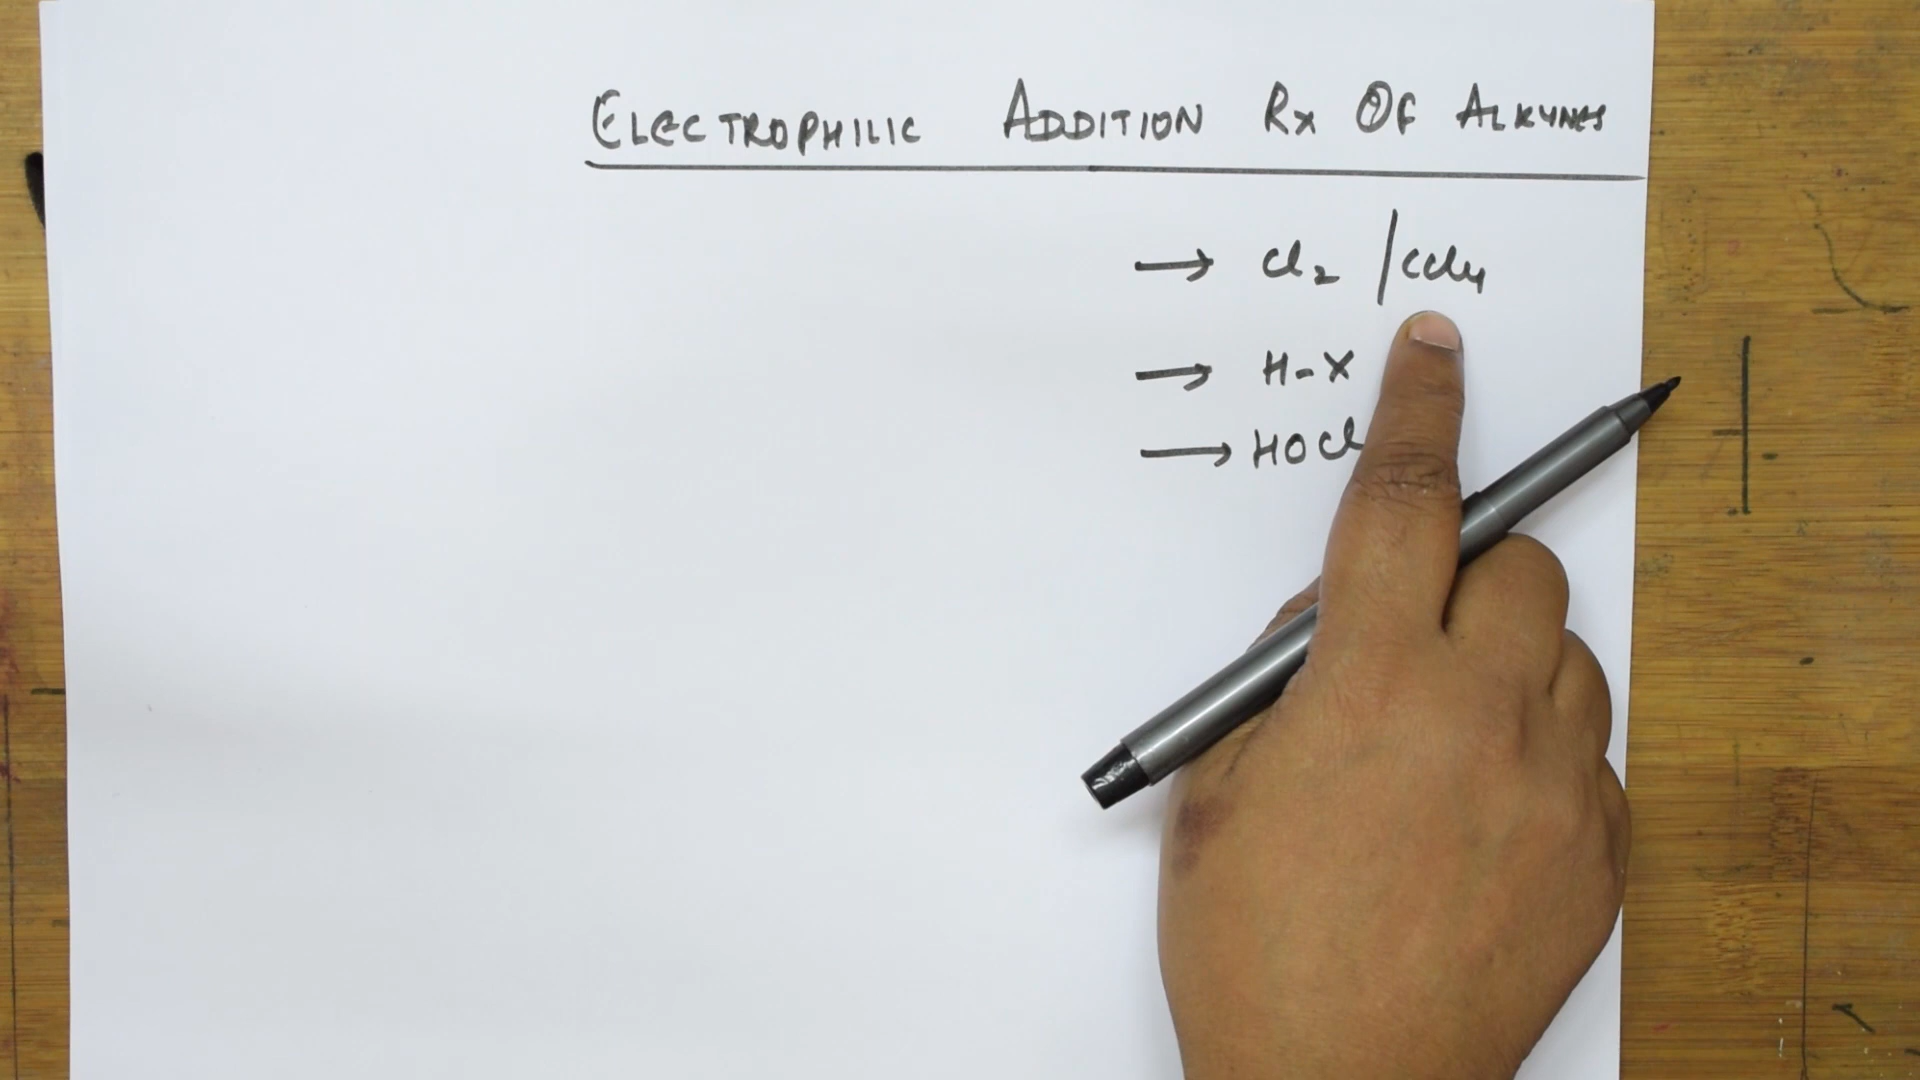 ELECTROPHILIC ADDITION Rx OF ALKYNES
→ Cl2 / CCl4
→ H-X
→ HOCl